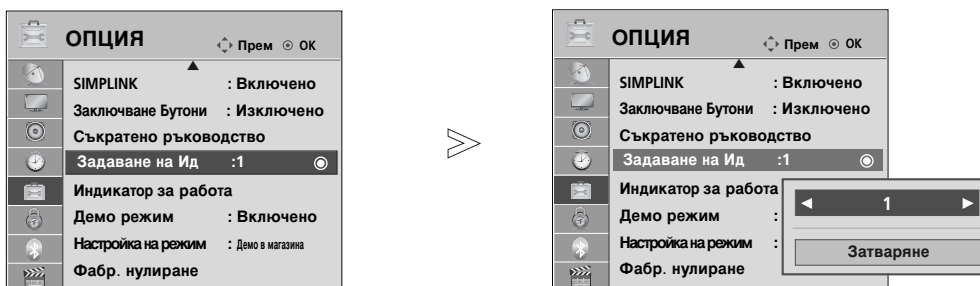 ОПЦИЯ Прем ОК
SIMPLINK : Включено
Заключване Бутони : Изключено
Съкратено ръководство
Задаване на Ид :1
Индикатор за работа
Демо режим : Включено
Настройка на режим : Демо в магазина
Фабр. нулиране
ОПЦИЯ Прем ОК
SIMPLINK : Включено
Заключване Бутони : Изключено
Съкратено ръководство
Задаване на Ид :1
Индикатор за работа
Демо режим :
Настройка на режим :
Фабр. нулиране
1
Затваряне